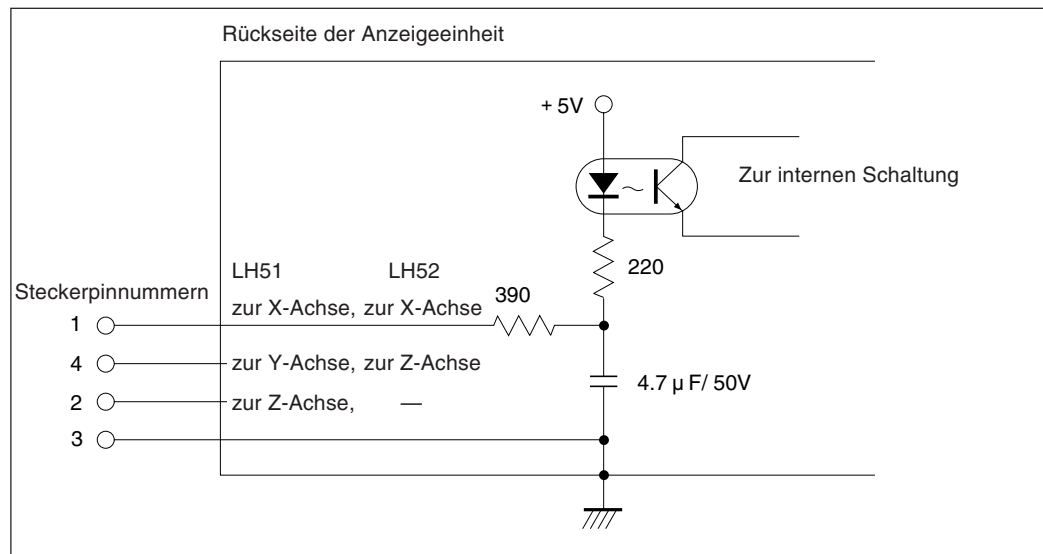 Rückseite der Anzeigeeinheit
+ 5V
Zur internen Schaltung
220
LH51 LH52
Steckerpinnummern
390
1 zur X-Achse, zur X-Achse
4 zur Y-Achse, zur Z-Achse
4.7 µ F/ 50V
2 zur Z-Achse, —
3